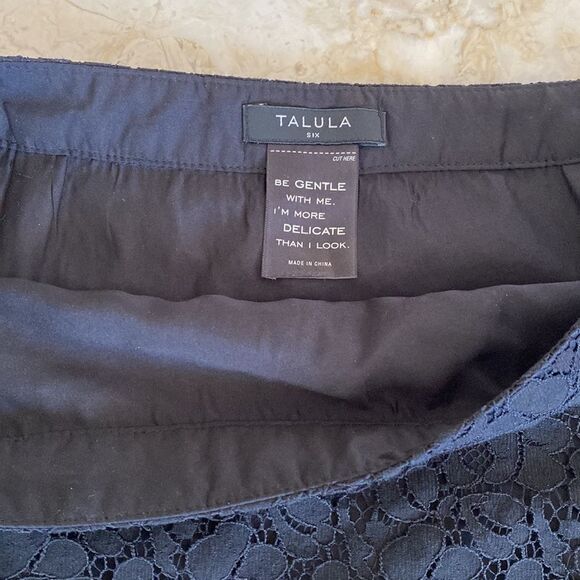 TALULA
SIX
CUT HERE
BE GENTLE
WITH ME.
I'M MORE
DELICATE
THAN I LOOK.
MADE IN CHINA